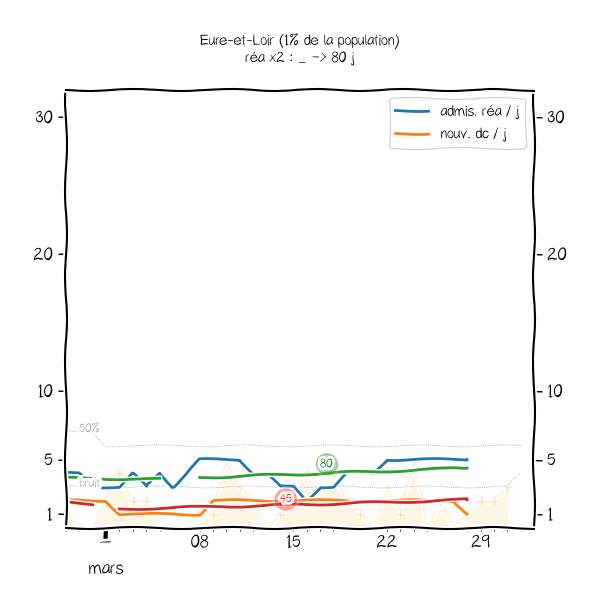 Eure-et-Loir (1% de la population)
réa x2 : _ -> 80 j
admis. réa / j
nouv. dc / j
30
30
20
20
10
10
50%
5
5
80
bruit
45
1
1
08
15
22
29
mars